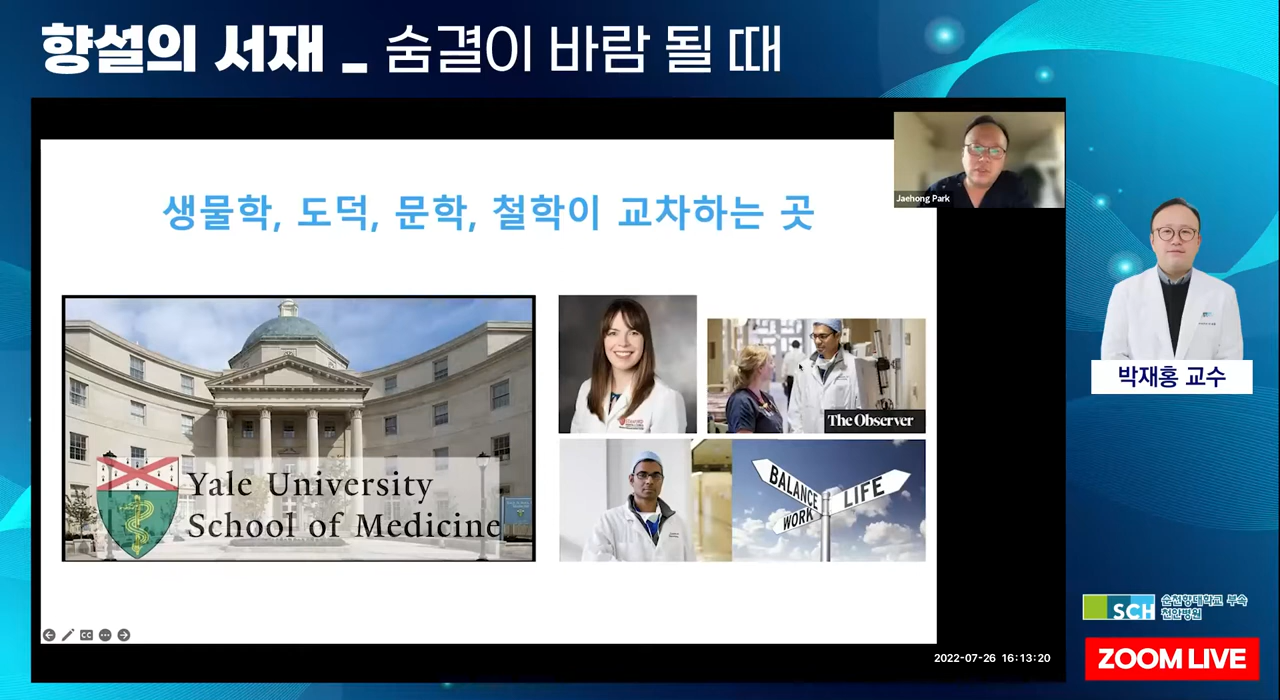 향설의 서재 _ 숨결이 바람 될 때
Jaehong Park
생물학, 도덕, 문학, 철학이 교차하는 곳
Yale University
School of Medicine
The Observer
BALANCE
LIFE
WORK
박재홍 교수
SCH 순천향대학교 부속
천안병원
CC
2022-07-26 16:13:20
ZOOM LIVE